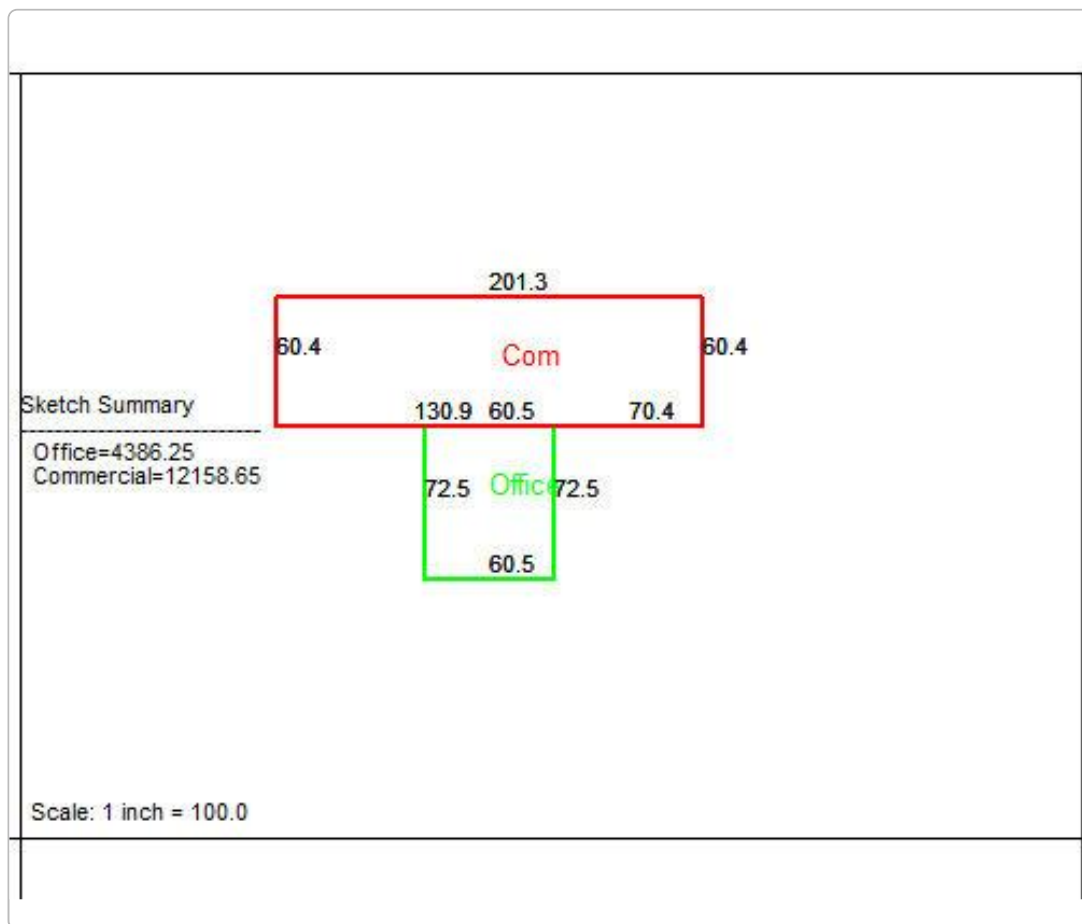 201.3
60.4 Com 60.4
Sketch Summary
130.9 60.5 70.4
Office=4386.25
Commercial=12158.65
72.5 Office 72.5
60.5
Scale: 1 inch = 100.0